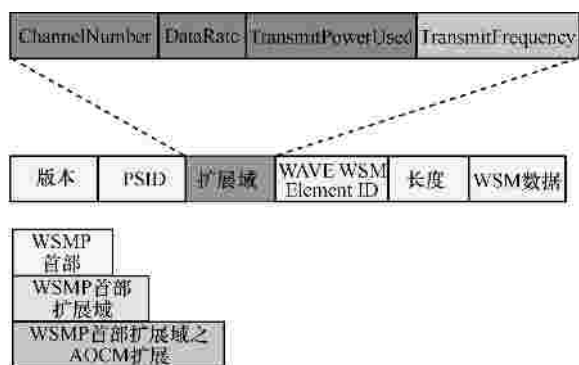 ChannelNumber DataRate TransmitPowerUsed TransmitFrequency
版本 PSID 扩展域 WAVE WSM Element ID 长度 WSM数据
WSMP
首部
WSMP首部
扩展域
WSMP首部扩展域之
AOCM扩展